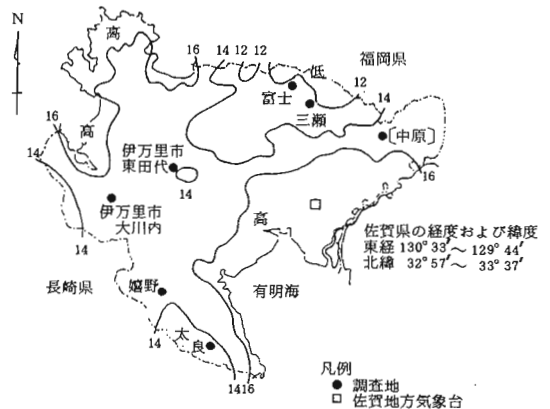 N
高
16
14
12
12
低
福岡県
富士
三瀬
12
14
〔中原〕
16
高
14
伊万里市
東田代
14
16
伊万里市
大川内
14
高
佐賀県の経度および緯度
東経 130°33′～129°44′
北緯 32°57′～ 33°37′
長崎県
嬉野
有明海
14
太
良
14
16
凡例
● 調査地
□ 佐賀地方気象台